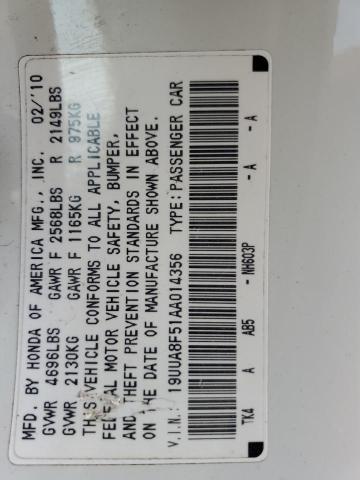 MFD. BY HONDA OF AMERICA MFG., INC. 02/'10
GVWR 4696LBS GAWR F 2568LBS R 2149LBS
GVWR 2130KG GAWR F 1165KG R 975KG
THIS VEHICLE CONFORMS TO ALL APPLICABLE
FEDERAL MOTOR VEHICLE SAFETY, BUMPER,
AND THEFT PREVENTION STANDARDS IN EFFECT
ON THE DATE OF MANUFACTURE SHOWN ABOVE.
V.I.N.: 19UUA8F51AA014356 TYPE:PASSENGER CAR
TK4 A AB5 - NH603P - A - A